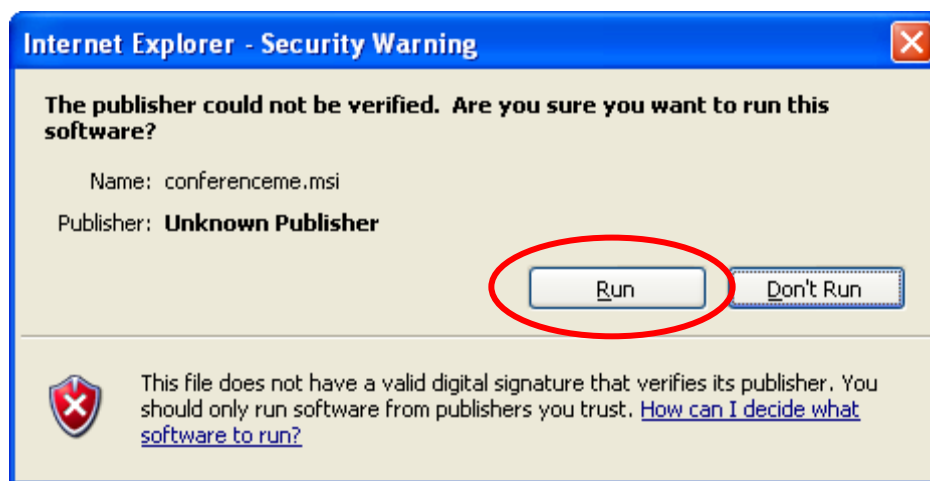 Internet Explorer - Security Warning
The publisher could not be verified. Are you sure you want to run this
software?
Name: conferenceme.msi
Publisher: Unknown Publisher
Run
Don't Run
This file does not have a valid digital signature that verifies its publisher. You
should only run software from publishers you trust. How can I decide what
software to run?